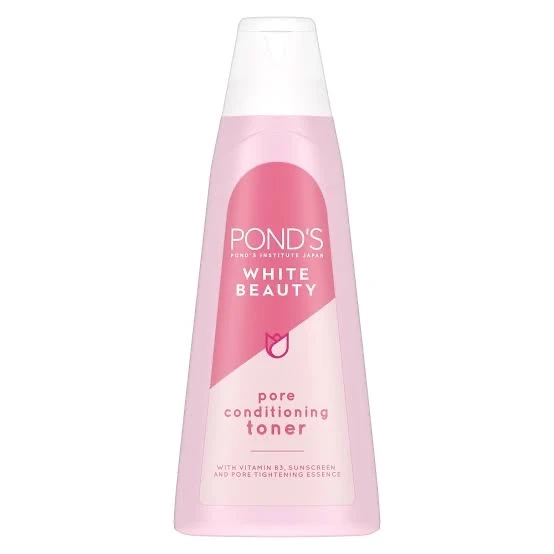 POND'S
POND'S INSTITUTE JAPAN
WHITE
BEAUTY
pore
conditioning
toner
WITH VITAMIN B3, SUNSCREEN
AND PORE TIGHTENING ESSENCE